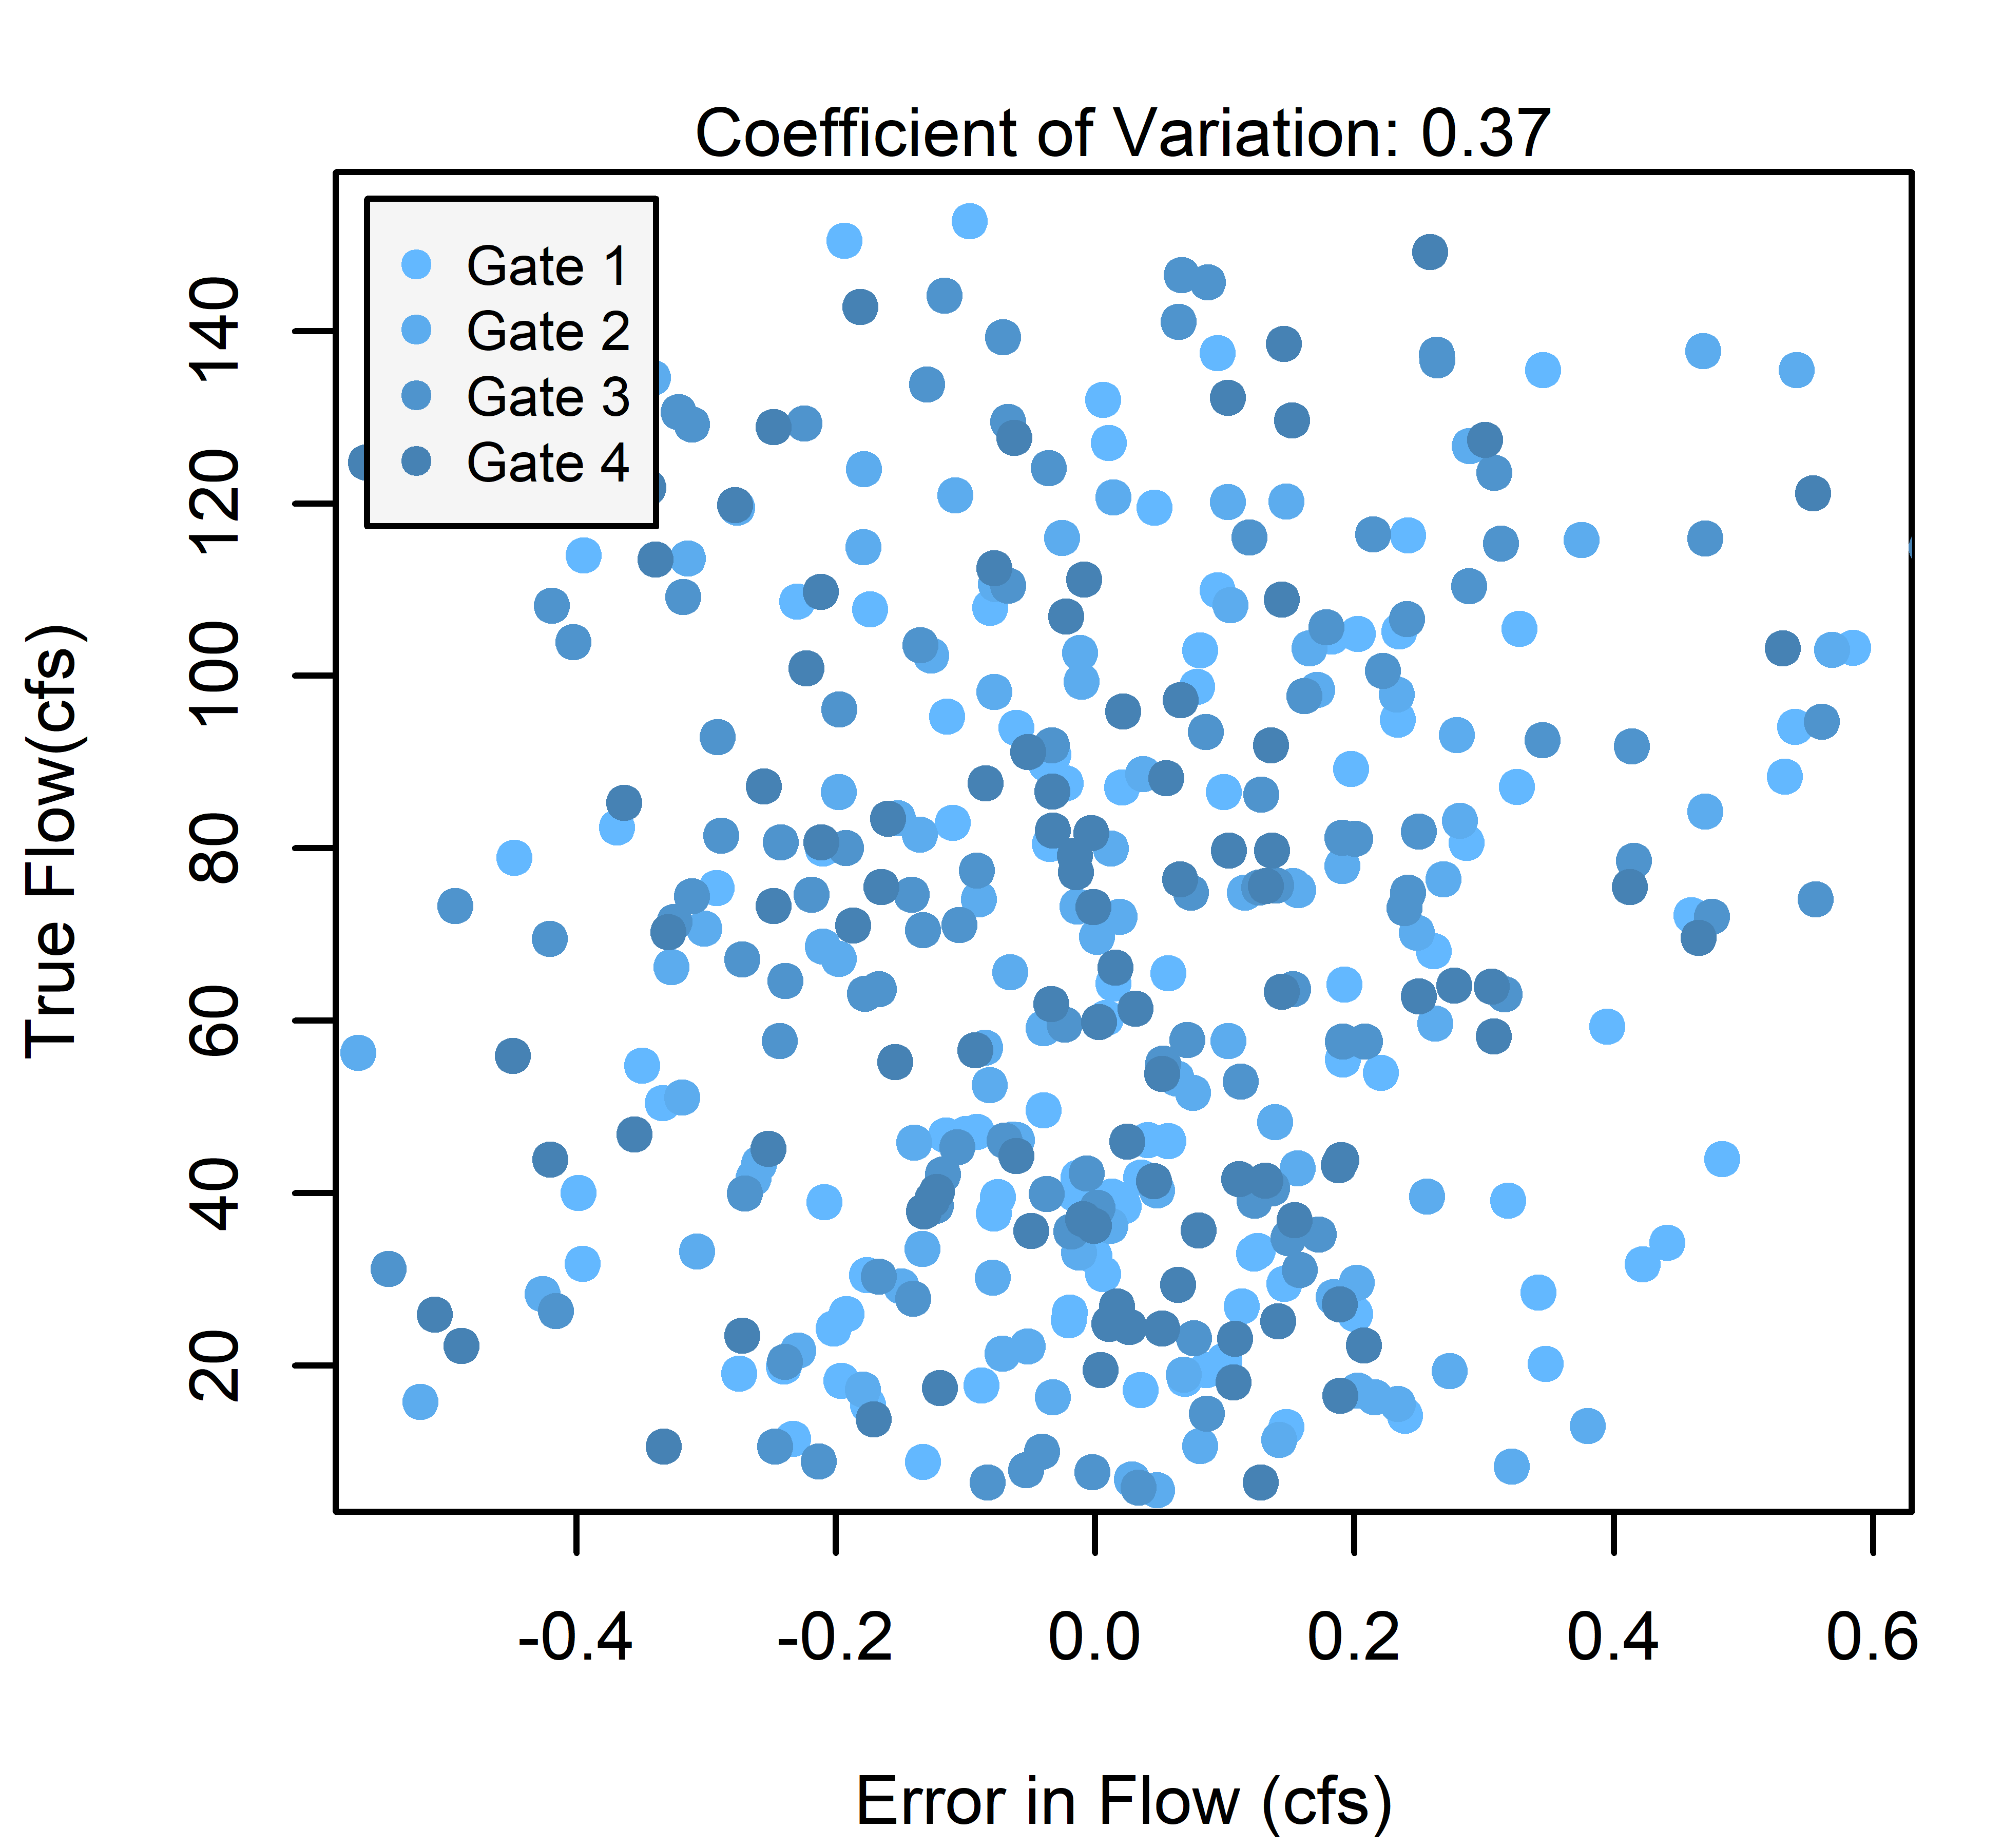 Coefficient of Variation: 0.37
Gate 1
Gate 2
Gate 3
Gate 4
True Flow(cfs)
140
120
100
80
60
40
20
-0.4 -0.2 0.0 0.2 0.4 0.6
Error in Flow (cfs)